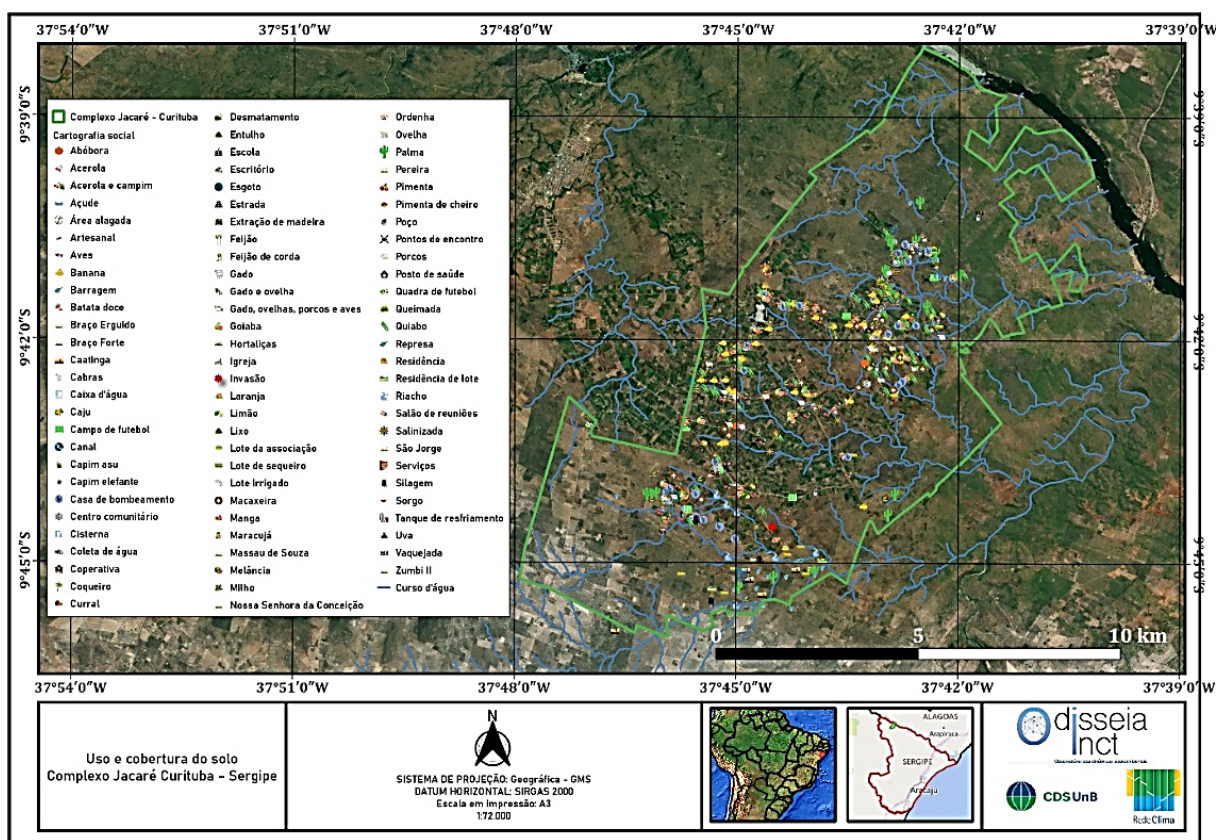 37°54'0"W 37°51'0"W 37°48'0"W 37°45'0"W 37°42'0"W 37°39'0"W
9°39'0"S
9°42'0"S
9°45'0"S
Complexo Jacaré - Curituba
Cartografia social
Abóbora
Acerola
Acerola e campim
Açude
Área alagada
Artesanal
Aves
Banana
Barragem
Batata doce
Braço Erguido
Braço Forte
Caatinga
Cabras
Caixa d'água
Caju
Campo de futebol
Canal
Capim asu
Capim elefante
Casa de bombeamento
Centro comunitário
Cisterna
Coleta de água
Coperativa
Coqueiro
Curral
Desmatamento
Entulho
Escola
Escritório
Esgoto
Estrada
Extração de madeira
Feijão
Feijão de corda
Gado
Gado e ovelha
Gado, ovelhas, porcos e aves
Goiaba
Hortaliças
Igreja
Invasão
Laranja
Limão
Lixo
Lote da associação
Lote de sequeiro
Lote Irrigado
Macaxeira
Manga
Maracujá
Massau de Souza
Melância
Milho
Nossa Senhora da Conceição
Ordenha
Ovelha
Palma
Pereira
Pimenta
Pimenta de cheiro
Poço
Pontos de encontro
Porcos
Posto de saúde
Quadra de futebol
Queimada
Quiabo
Represa
Residência
Residência de lote
Riacho
Salão de reuniões
Salinizada
São Jorge
Serviços
Silagem
Sorgo
Tanque de resfriamento
Uva
Vaquejada
Zumbi II
Curso d'água
9°39'0"S
9°42'0"S
9°45'0"S
0 5 10 km
37°54'0"W 37°51'0"W 37°48'0"W 37°45'0"W 37°42'0"W 37°39'0"W
Uso e cobertura do solo
Complexo Jacaré Curituba - Sergipe
N
SISTEMA DE PROJEÇÃO: Geográfica - GMS
DATUM HORIZONTAL: SIRGAS 2000
Escala em Impressão: A3
1:72.000
ALAGOAS
Arapiraca
SERGIPE
Aracaju
Odisseia
Inct
CDSUnB
Rede Clima